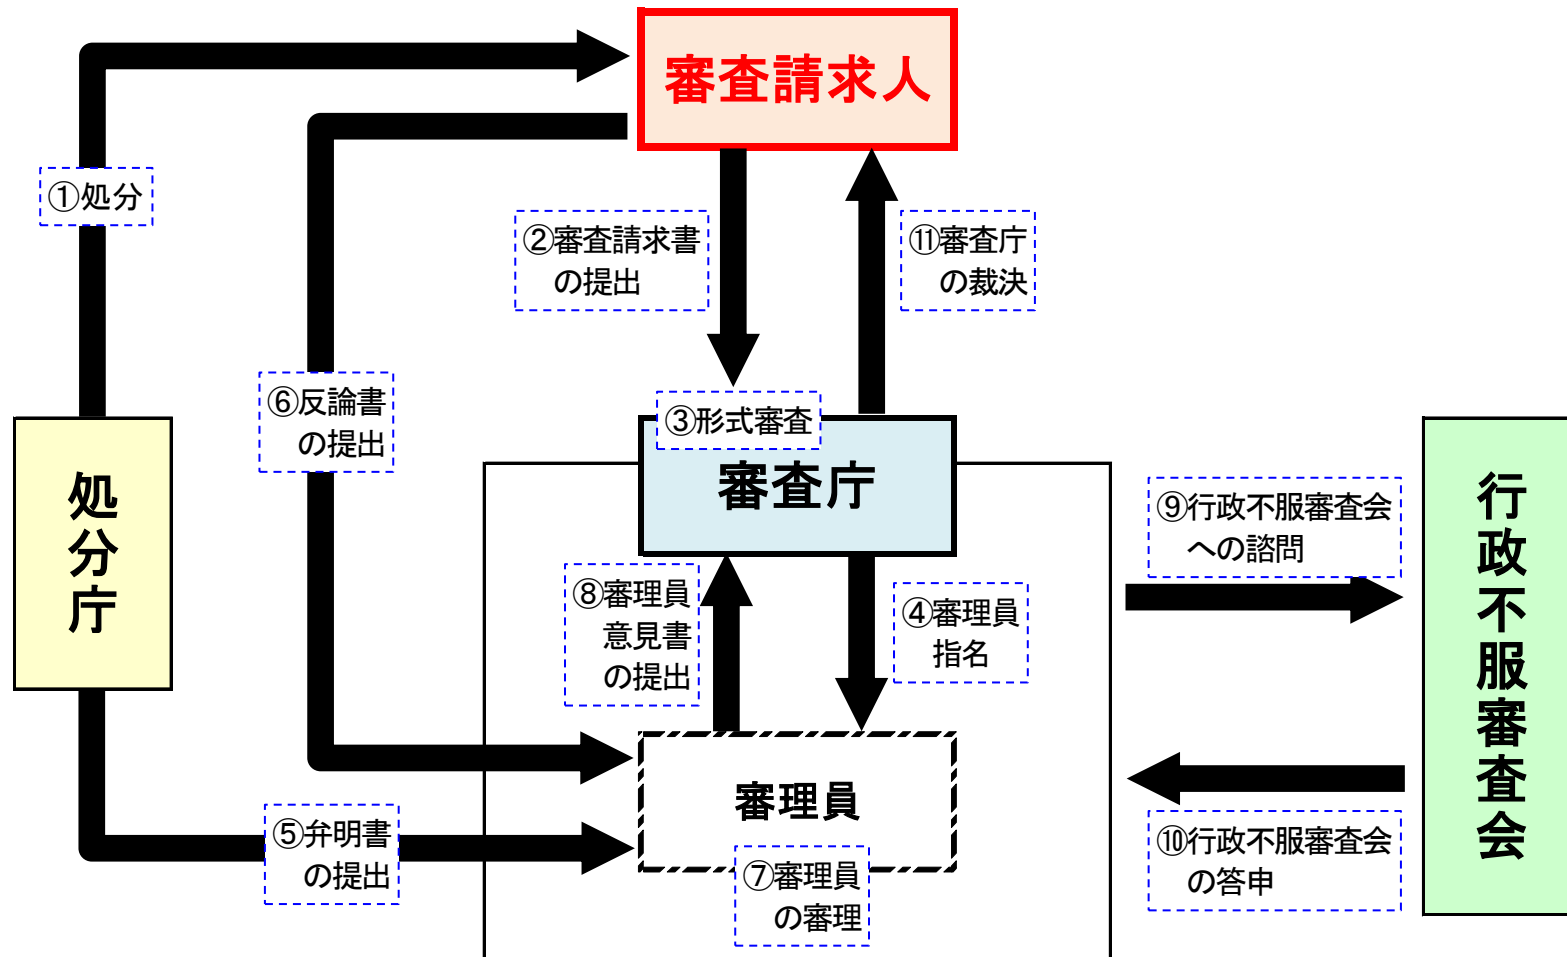 審査請求人
①処分
②審査請求書
の提出
⑪審査庁
の裁決
⑥反論書
の提出
③形式審査
審査庁
処分庁
⑨行政不服審査会
への諮問
行政不服審査会
⑧審理員
意見書
の提出
④審理員
指名
審理員
⑤弁明書
の提出
⑦審理員
の審理
⑩行政不服審査会
の答申